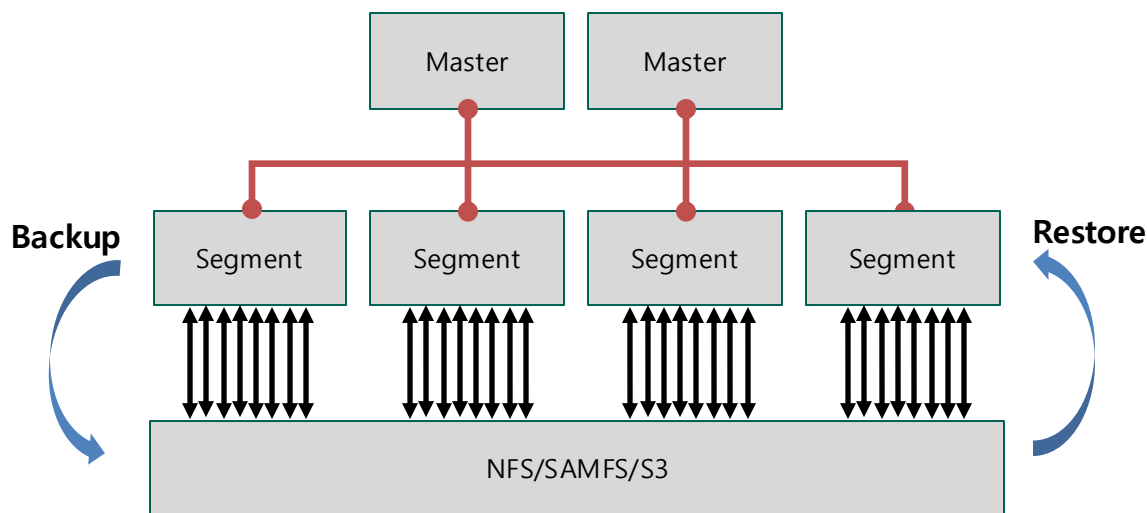 Master
Master
Backup
Segment
Segment
Segment
Segment
Restore
NFS/SAMFS/S3